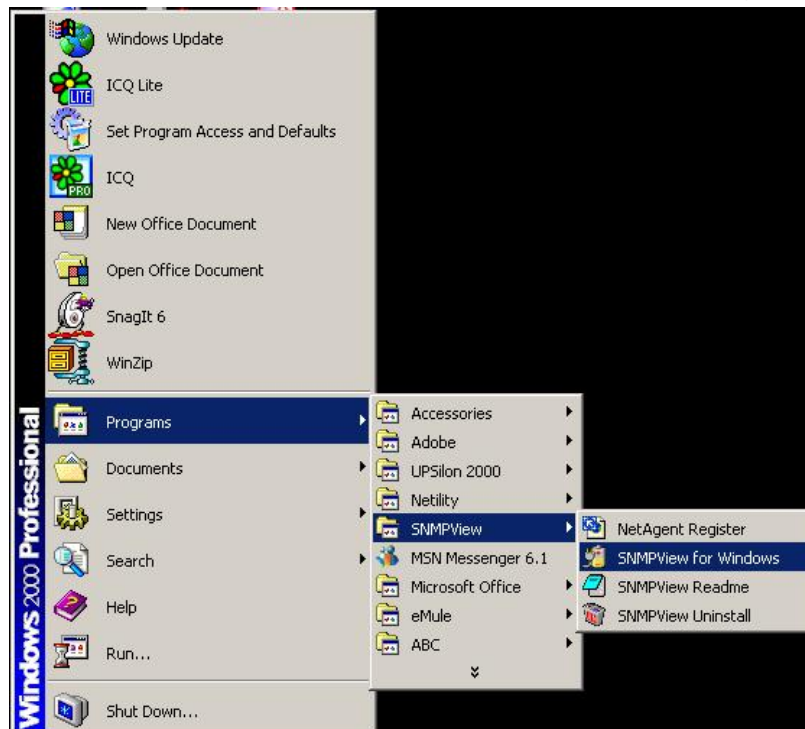 Windows Update
ICQ Lite
LITE
Set Program Access and Defaults
ICQ
PRO
New Office Document
Open Office Document
SnagIt 6
WinZip
Programs
Documents
Settings
Search
Help
Run...
Shut Down...
Windows 2000 Professional
Accessories
Adobe
UPSilon 2000
Netility
SNMPView
MSN Messenger 6.1
Microsoft Office
eMule
ABC
NetAgent Register
SNMPView for Windows
SNMPView Readme
SNMPView Uninstall